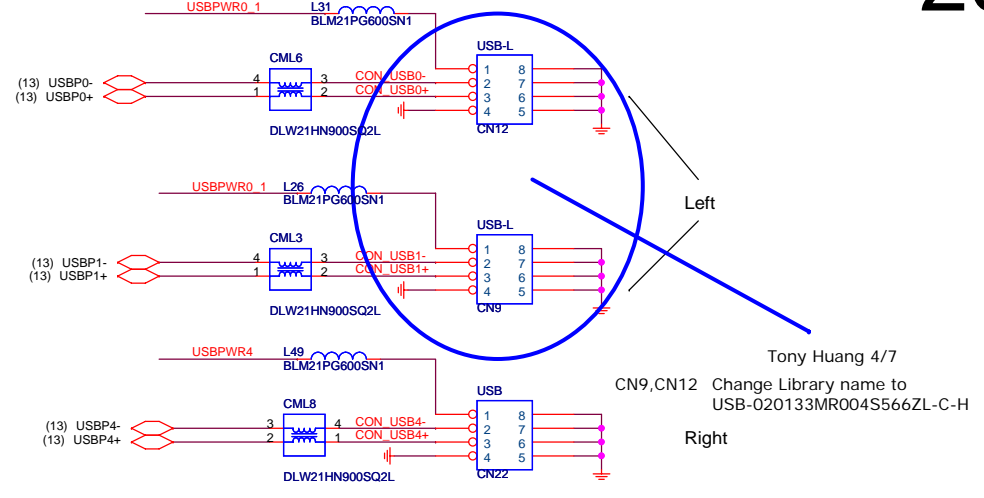 USBPWR0_1 L31
BLM21PG600SN1
USB-L
CML6
(13) USBP0- 4 3 CON_USB0- 1 8
(13) USBP0+ 1 2 CON_USB0+ 2 7
3 6
4 5
DLW21HN900SQ2L CN12
USBPWR0_1 L26
BLM21PG600SN1
Left
USB-L
CML3
(13) USBP1- 4 3 CON_USB1- 1 8
(13) USBP1+ 1 2 CON_USB1+ 2 7
3 6
4 5
DLW21HN900SQ2L CN9
USBPWR4 L49
BLM21PG600SN1
Tony Huang 4/7
CN9,CN12 Change Library name to
USB-020133MR004S566ZL-C-H
USB
CML8
(13) USBP4- 3 4 CON_USB4- 1 8
(13) USBP4+ 2 1 CON_USB4+ 2 7
3 6
4 5
Right
DLW21HN900SQ2L CN22